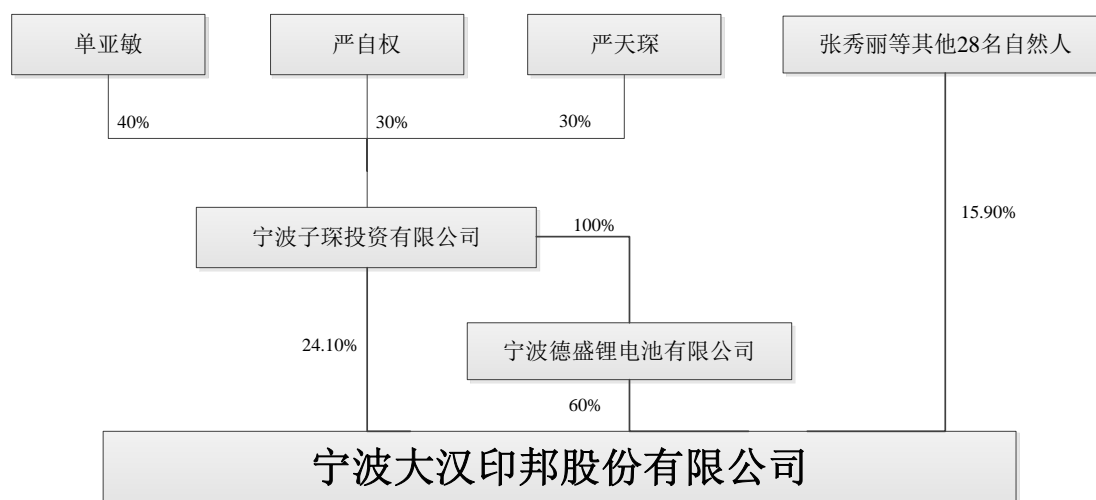 单亚敏
严自权
严天琛
张秀丽等其他28名自然人
40%
30%
30%
15.90%
宁波子琛投资有限公司
100%
24.10%
宁波德盛锂电池有限公司
60%
宁波大汉印邦股份有限公司